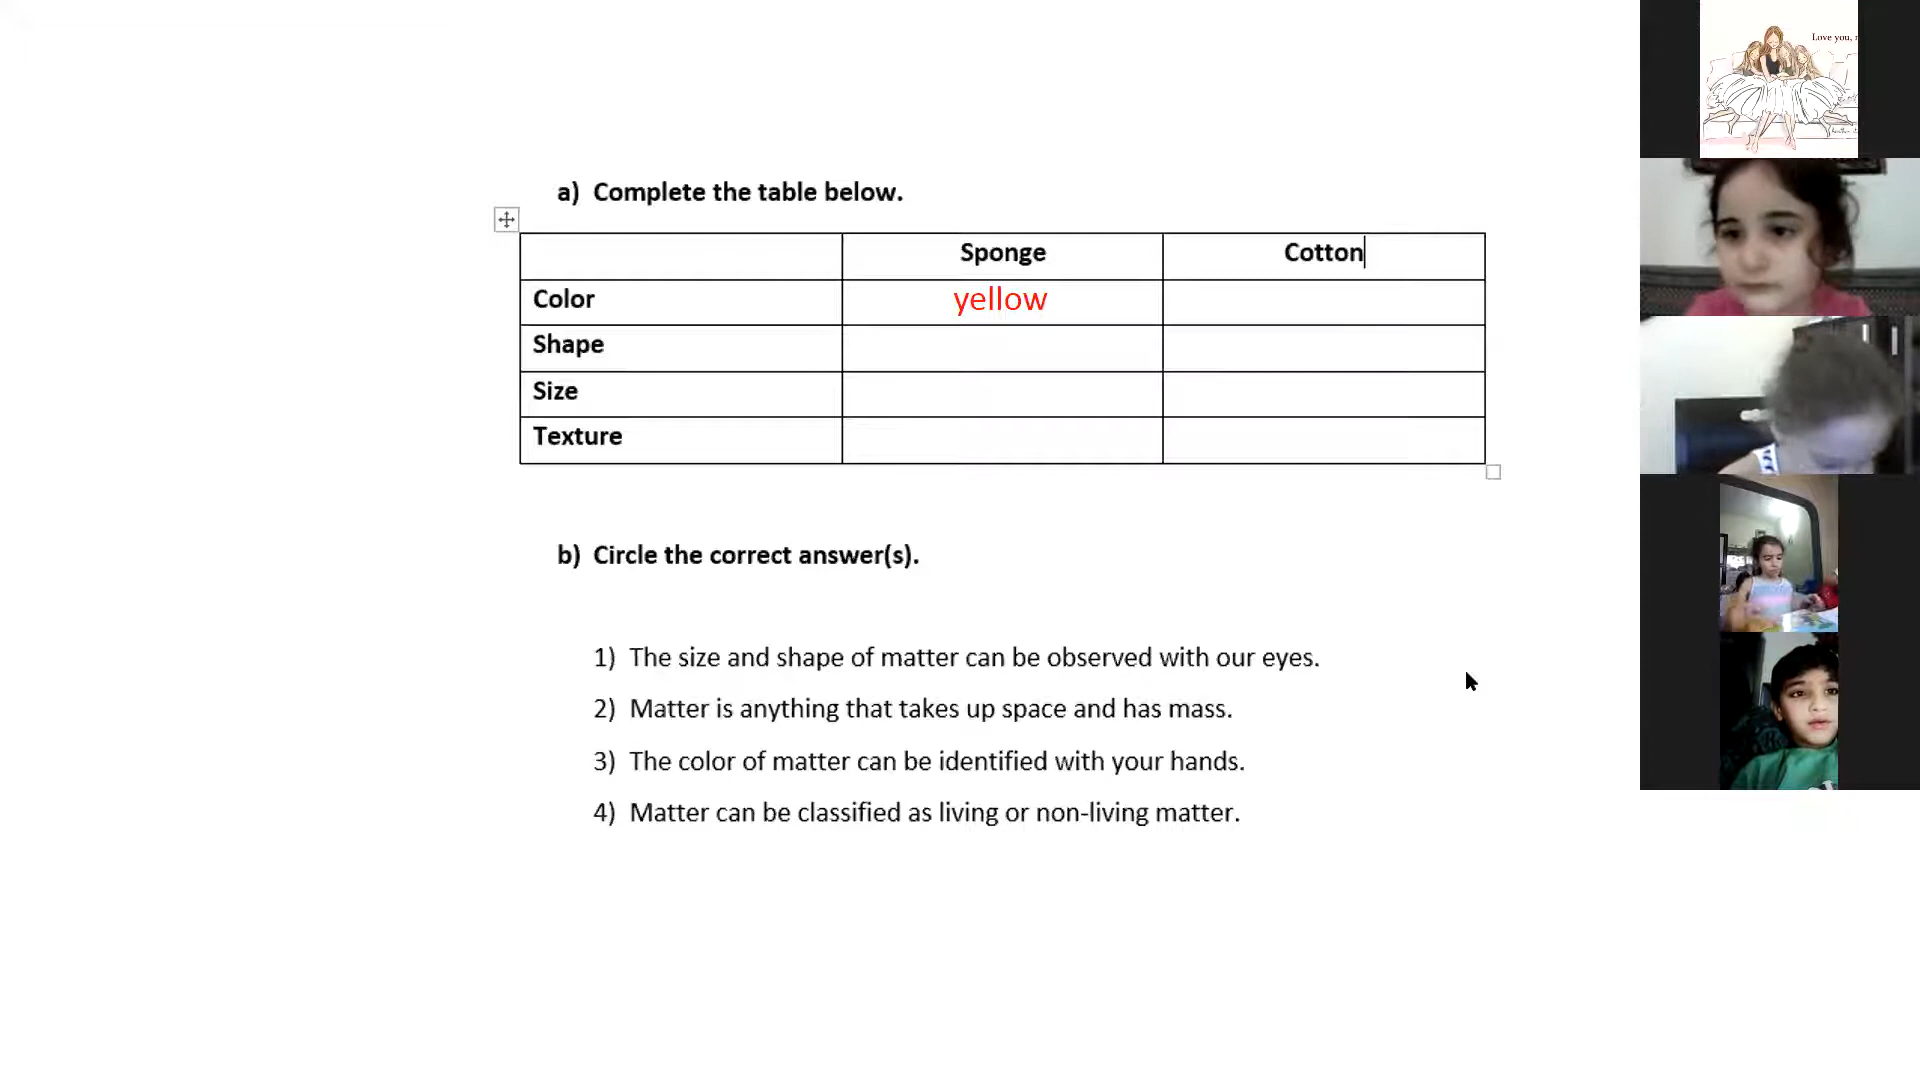 a) Complete the table below.
Sponge Cotton
Color yellow
Shape
Size
Texture
b) Circle the correct answer(s).
1) The size and shape of matter can be observed with our eyes.
2) Matter is anything that takes up space and has mass.
3) The color of matter can be identified with your hands.
4) Matter can be classified as living or non-living matter.
Love you,